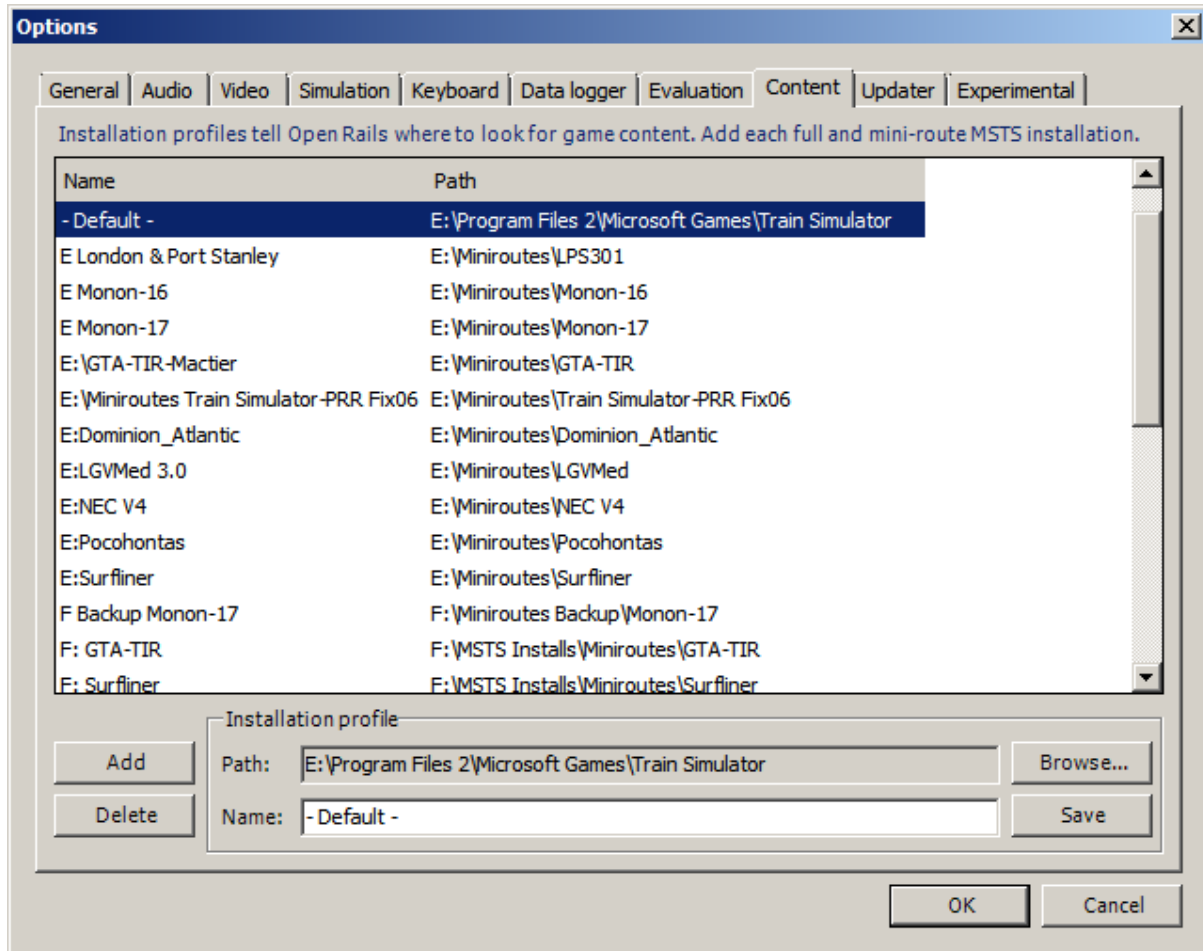 Options
General Audio Video Simulation Keyboard Data logger Evaluation Content Updater Experimental
Installation profiles tell Open Rails where to look for game content. Add each full and mini-route MSTS installation.
Name Path
- Default - E:\Program Files 2\Microsoft Games\Train Simulator
E London & Port Stanley E:\Miniroutes\LPS301
E Monon-16 E:\Miniroutes\Monon-16
E Monon-17 E:\Miniroutes\Monon-17
E:\GTA-TIR-Mactier E:\Miniroutes\GTA-TIR
E:\Miniroutes Train Simulator-PRR Fix06 E:\Miniroutes\Train Simulator-PRR Fix06
E:Dominion_Atlantic E:\Miniroutes\Dominion_Atlantic
E:LGVMed 3.0 E:\Miniroutes\LGVMed
E:NEC V4 E:\Miniroutes\NEC V4
E:Pocohontas E:\Miniroutes\Pocohontas
E:Surfliner E:\Miniroutes\Surfliner
F Backup Monon-17 F:\Miniroutes Backup\Monon-17
F: GTA-TIR F:\MSTS Installs\Miniroutes\GTA-TIR
F: Surfliner F:\MSTS Installs\Miniroutes\Surfliner
Installation profile
Add Path: E:\Program Files 2\Microsoft Games\Train Simulator Browse...
Delete Name: - Default - Save
OK Cancel